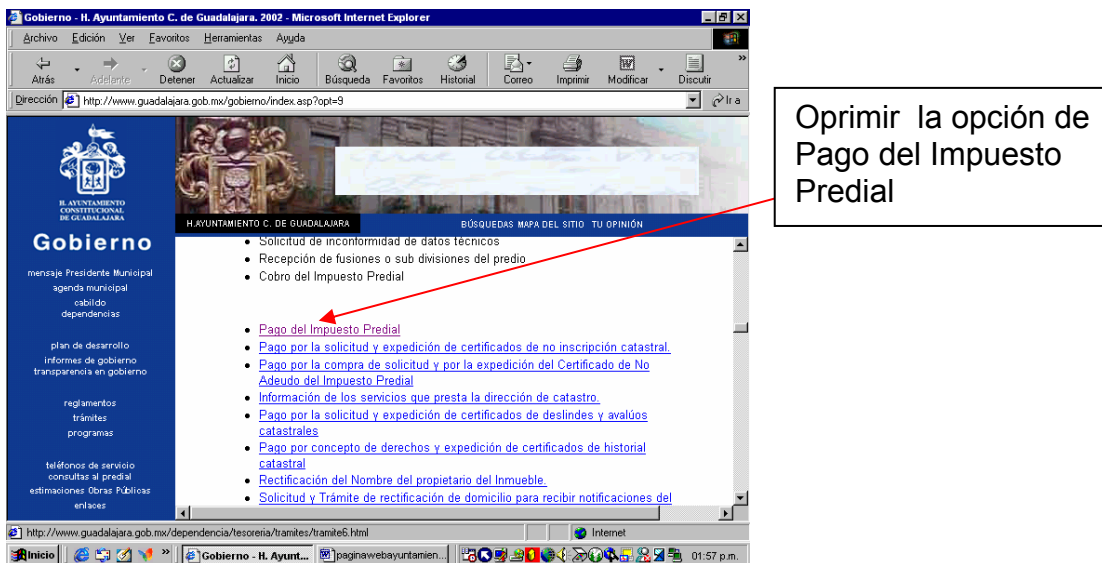 Gobierno - H. Ayuntamiento C. de Guadalajara. 2002 - Microsoft Internet Explorer
Archivo Edición Ver Favoritos Herramientas Ayuda
Atrás Adelante Detener Actualizar Inicio Búsqueda Favoritos Historial Correo Imprimir Modificar Discutir »
Dirección http://www.guadalajara.gob.mx/gobierno/index.asp?opt=9 Ir a
H. AYUNTAMIENTO
CONSTITUCIONAL
DE GUADALAJARA
Gobierno
mensaje Presidente Municipal
agenda municipal
cabildo
dependencias
plan de desarrollo
informes de gobierno
transparencia en gobierno
reglamentos
trámites
programas
teléfonos de servicio
consultas al predial
estimaciones Obras Públicas
enlaces
H.AYUNTAMIENTO C. DE GUADALAJARA BÚSQUEDAS MAPA DEL SITIO TU OPINIÓN
• Solicitud de inconformidad de datos técnicos
• Recepción de fusiones o sub divisiones del predio
• Cobro del Impuesto Predial
• Pago del Impuesto Predial
• Pago por la solicitud y expedición de certificados de no inscripción catastral.
• Pago por la compra de solicitud y por la expedición del Certificado de No
Adeudo del Impuesto Predial
• Información de los servicios que presta la dirección de catastro.
• Pago por la solicitud y expedición de certificados de deslindes y avalúos
catastrales
• Pago por concepto de derechos y expedición de certificados de historial
catastral
• Rectificación del Nombre del propietario del Inmueble.
• Solicitud y Trámite de rectificación de domicilio para recibir notificaciones del
http://www.guadalajara.gob.mx/dependencia/tesoreria/tramites/tramite6.html Internet
Inicio » Gobierno - H. Ayunt... paginawebayuntamien... 01:57 p.m.
Oprimir la opción de
Pago del Impuesto
Predial